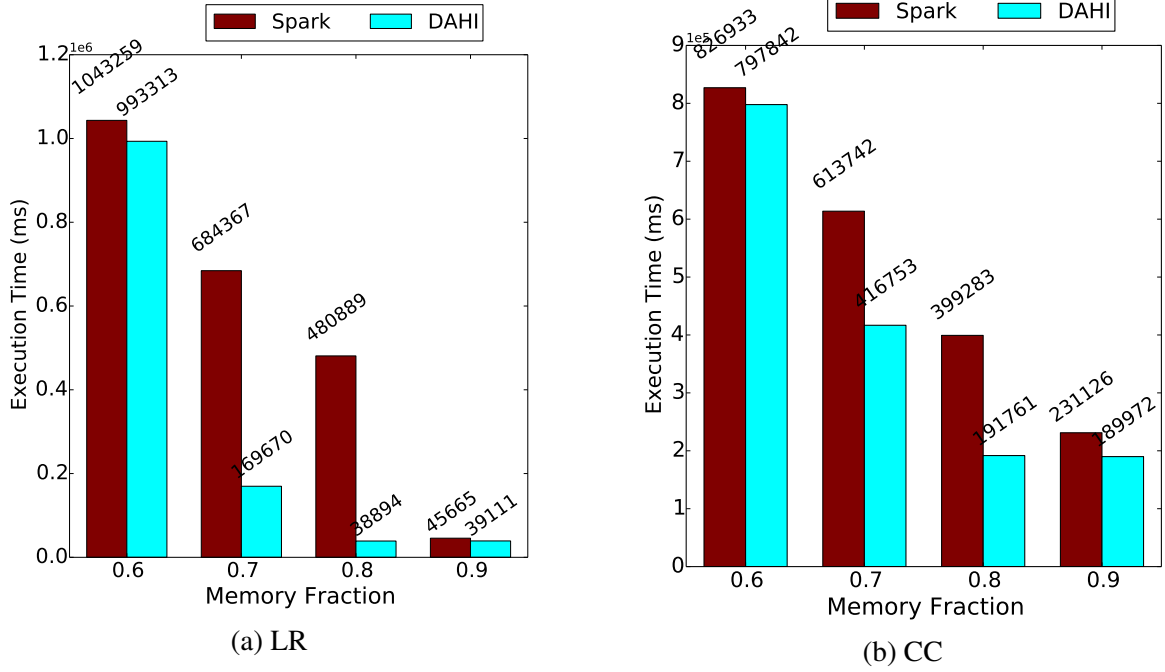 Spark DAHI
1e6
Execution Time (ms)
1.2
1.0
0.8
0.6
0.4
0.2
0.0
1043259
993313
684367
169670
480889
38894
45665
39111
0.6 0.7 0.8 0.9
Memory Fraction
(a) LR
Spark DAHI
1e5
Execution Time (ms)
9
8
7
6
5
4
3
2
1
0
826933
797842
613742
416753
399283
191761
231126
189972
0.6 0.7 0.8 0.9
Memory Fraction
(b) CC